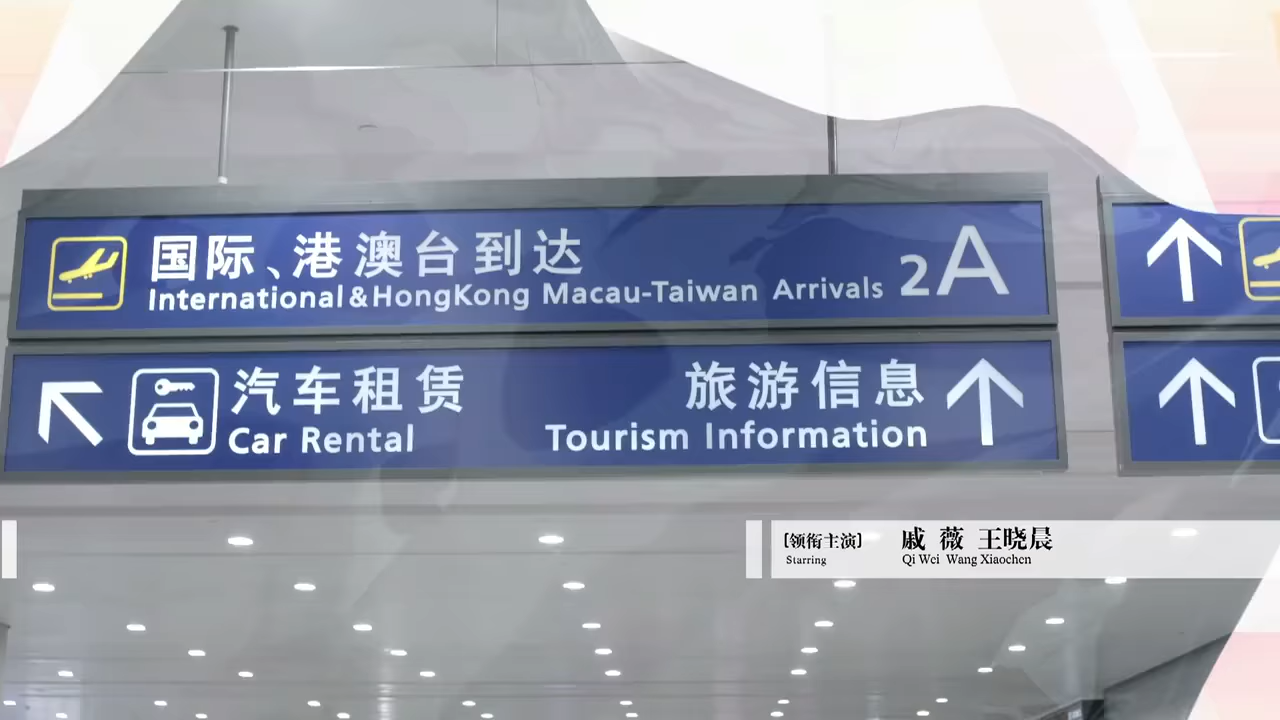 国际、港澳台到达
International&HongKong Macau-Taiwan Arrivals
2A
汽车租赁
Car Rental
旅游信息
Tourism Information
[领衔主演] 戚 薇 王晓晨
Starring Qi Wei Wang Xiaochen